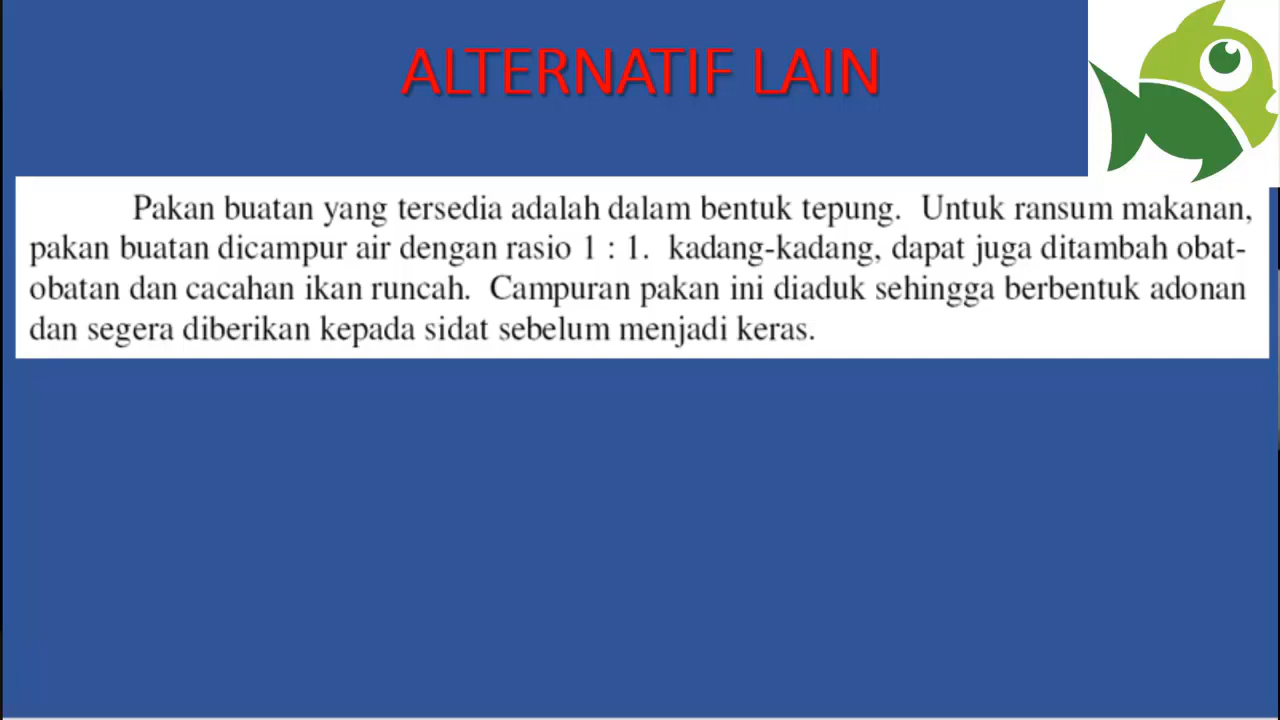 ALTERNATIF LAIN
Pakan buatan yang tersedia adalah dalam bentuk tepung. Untuk ransum makanan,
pakan buatan dicampur air dengan rasio 1 : 1. kadang-kadang, dapat juga ditambah obat-
obatan dan cacahan ikan runcah. Campuran pakan ini diaduk sehingga berbentuk adonan
dan segera diberikan kepada sidat sebelum menjadi keras.